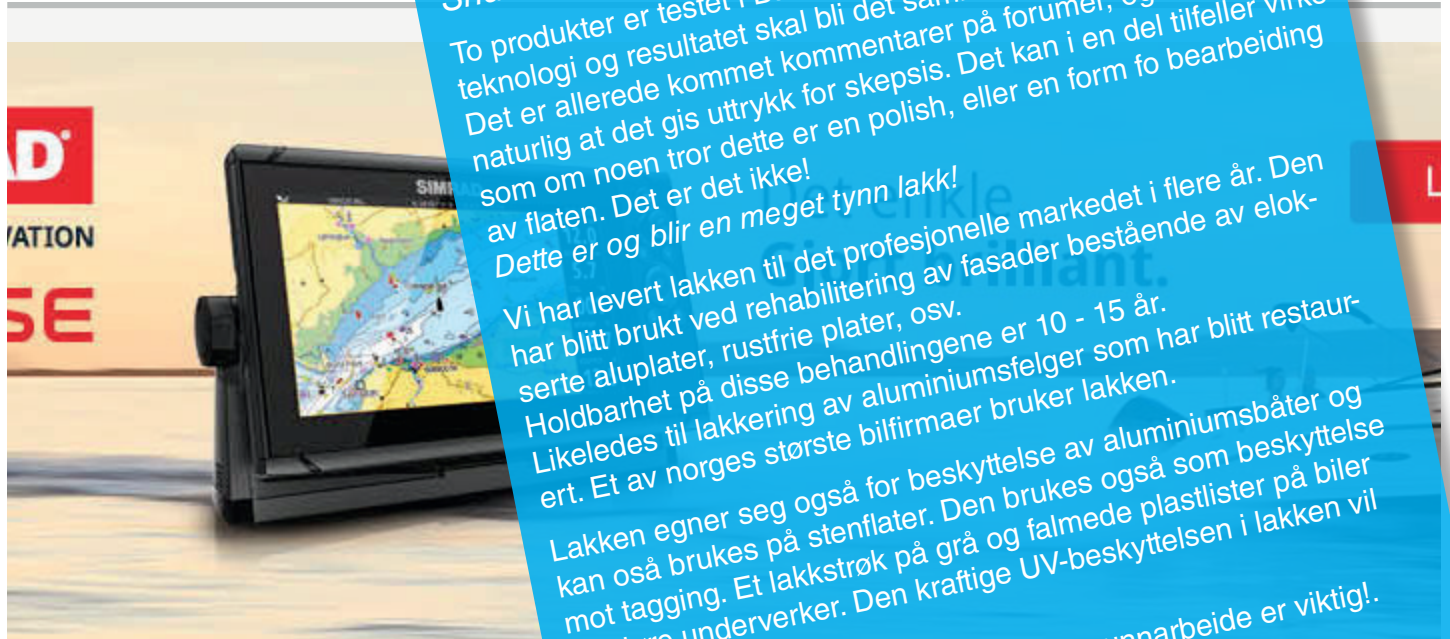 To produkter er testet i
teknologi og resultatet skal bli det
Det er allerede kommet kommentarer på forumer,
naturlig at det gis uttrykk for skepsis. Det kan i en del tilfeller virke
som om noen tror dette er en polish, eller en form fo bearbeiding
av flaten. Det er det ikke!
Dette er og blir en meget tynn lakk!
Vi har levert lakken til det profesjonelle markedet i flere år. Den
har blitt brukt ved rehabilitering av fasader bestående av elok-
serte aluplater, rustfrie plater, osv.
Holdbarhet på disse behandlingene er 10 - 15 år.
Likeledes til lakkering av aluminiumsfelger som har blitt restaur-
ert. Et av norges største bilfirmaer bruker lakken.
Lakken egner seg også for beskyttelse av aluminiumsbåter og
kan oså brukes på stenflater. Den brukes også som beskyttelse
mot tagging. Et lakkstrøk på grå og falmede plastlister på biler
underverker. Den kraftige UV-beskyttelsen i lakken vil
er viktig!.
AD
VATION
SE
SIMRAD
Det enkle
Gjort brilliant.
L